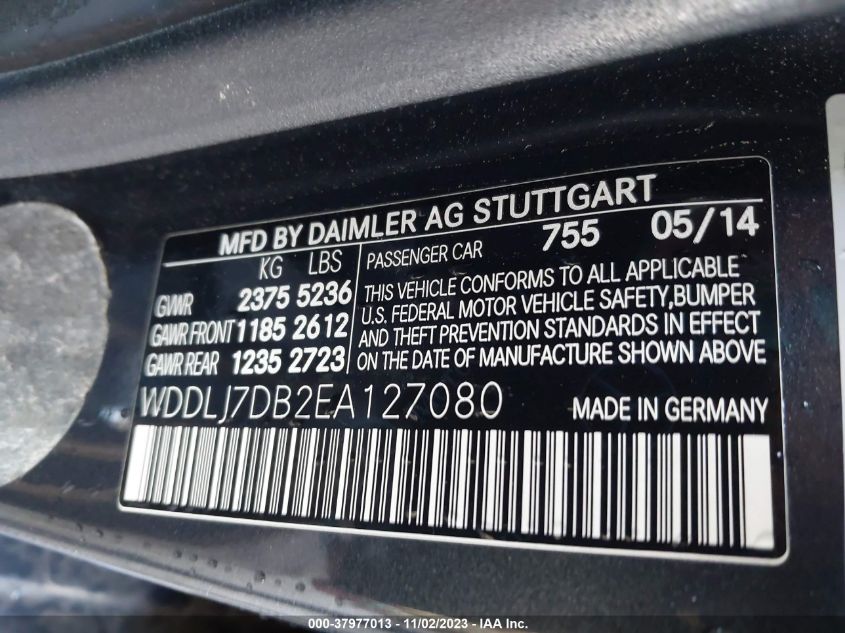 MFD BY DAIMLER AG STUTTGART
KG LBS
GVWR 2375 5236
GAWR FRONT 1185 2612
GAWR REAR 1235 2723
PASSENGER CAR 755 05/14
THIS VEHICLE CONFORMS TO ALL APPLICABLE
U.S. FEDERAL MOTOR VEHICLE SAFETY,BUMPER
AND THEFT PREVENTION STANDARDS IN EFFECT
ON THE DATE OF MANUFACTURE SHOWN ABOVE
WDDLJ7DB2EA127080 MADE IN GERMANY
000-37977013 - 11/02/2023 - IAA Inc.